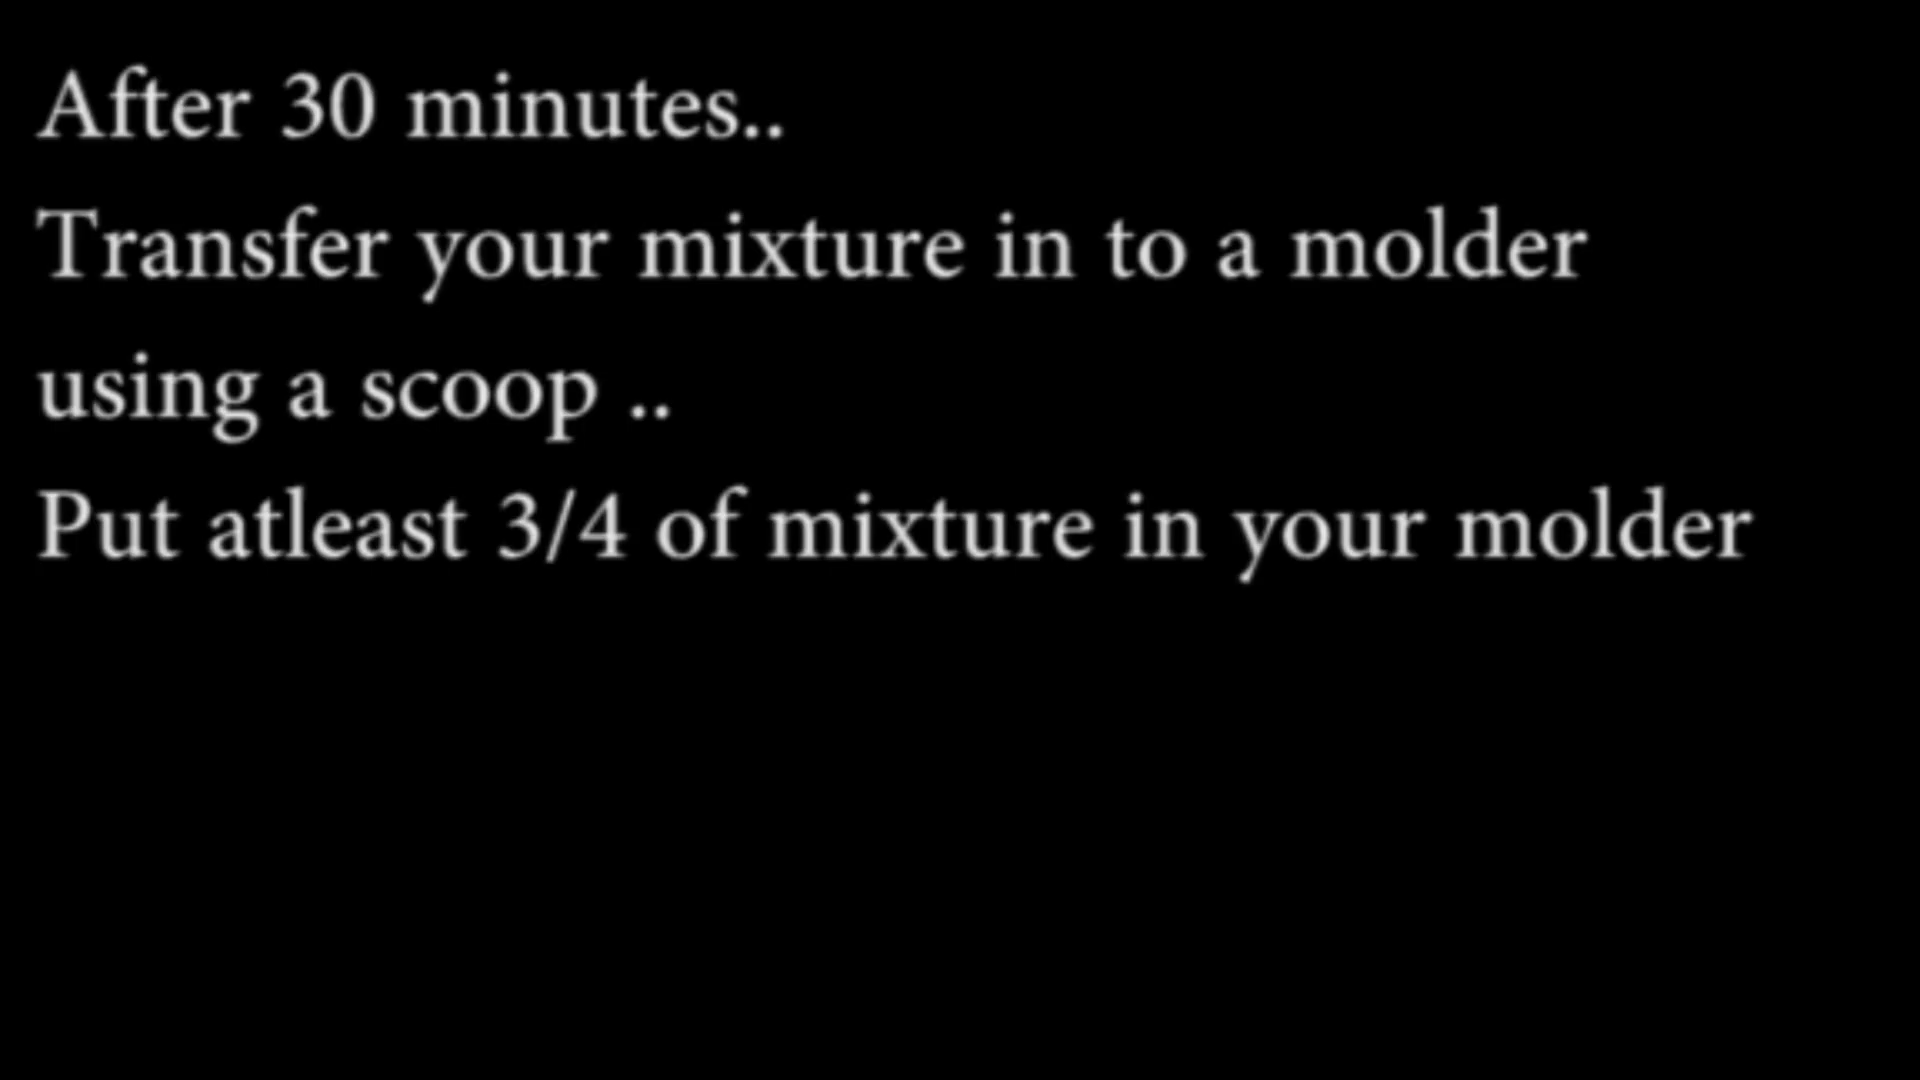 After 30 minutes..
Transfer your mixture in to a molder
using a scoop ..
Put atleast 3/4 of mixture in your molder